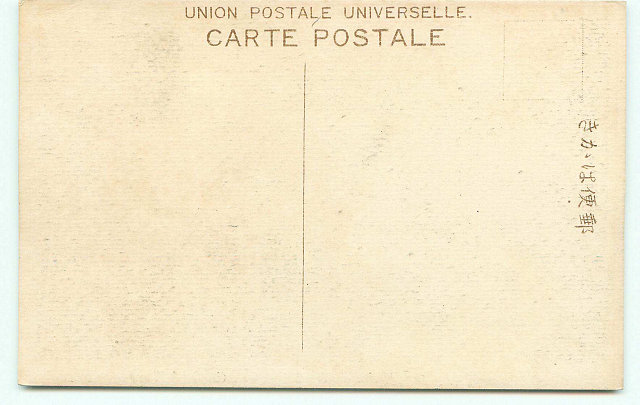 UNION POSTALE UNIVERSELLE.
CARTE POSTALE
郵便はかき